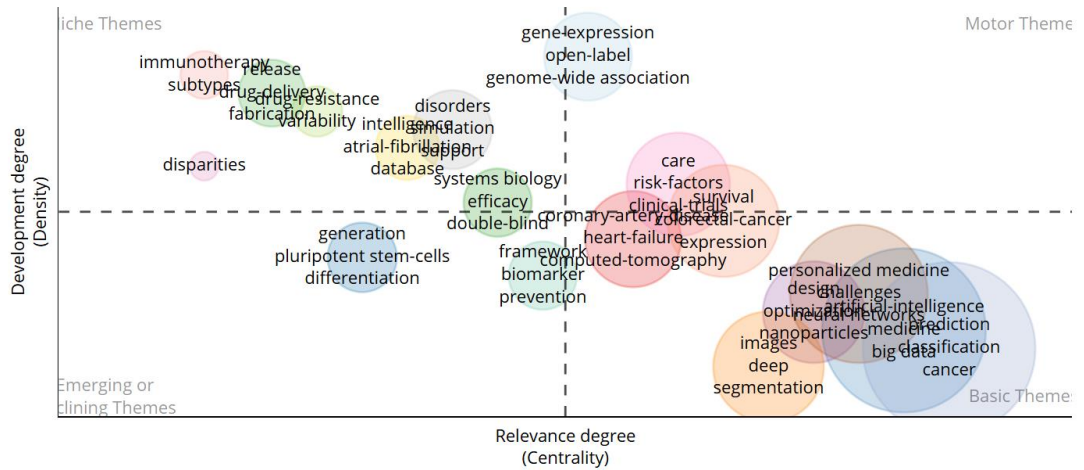 iche Themes
Motor Theme
gene-expression
open-label
genome-wide association
immunotherapy
subtypes
release
drug-delivery
fabrication
drug-resistance
variability
disorders
simulation
support
intelligence
atrial-fibrillation
database
disparities
care
risk-factors
clinical-trials
systems biology
efficacy
double-blind
survival
colorectal-cancer
expression
coronary-artery-disease
heart-failure
computed-tomography
generation
pluripotent stem-cells
differentiation
framework
biomarker
prevention
personalized medicine
challenges
design
optimization
nanoparticles
artificial-intelligence
neural-networks
medicine
big data
prediction
classification
cancer
images
deep
segmentation
Emerging or
clining Themes
Basic Themes
Development degree
(Density)
Relevance degree
(Centrality)